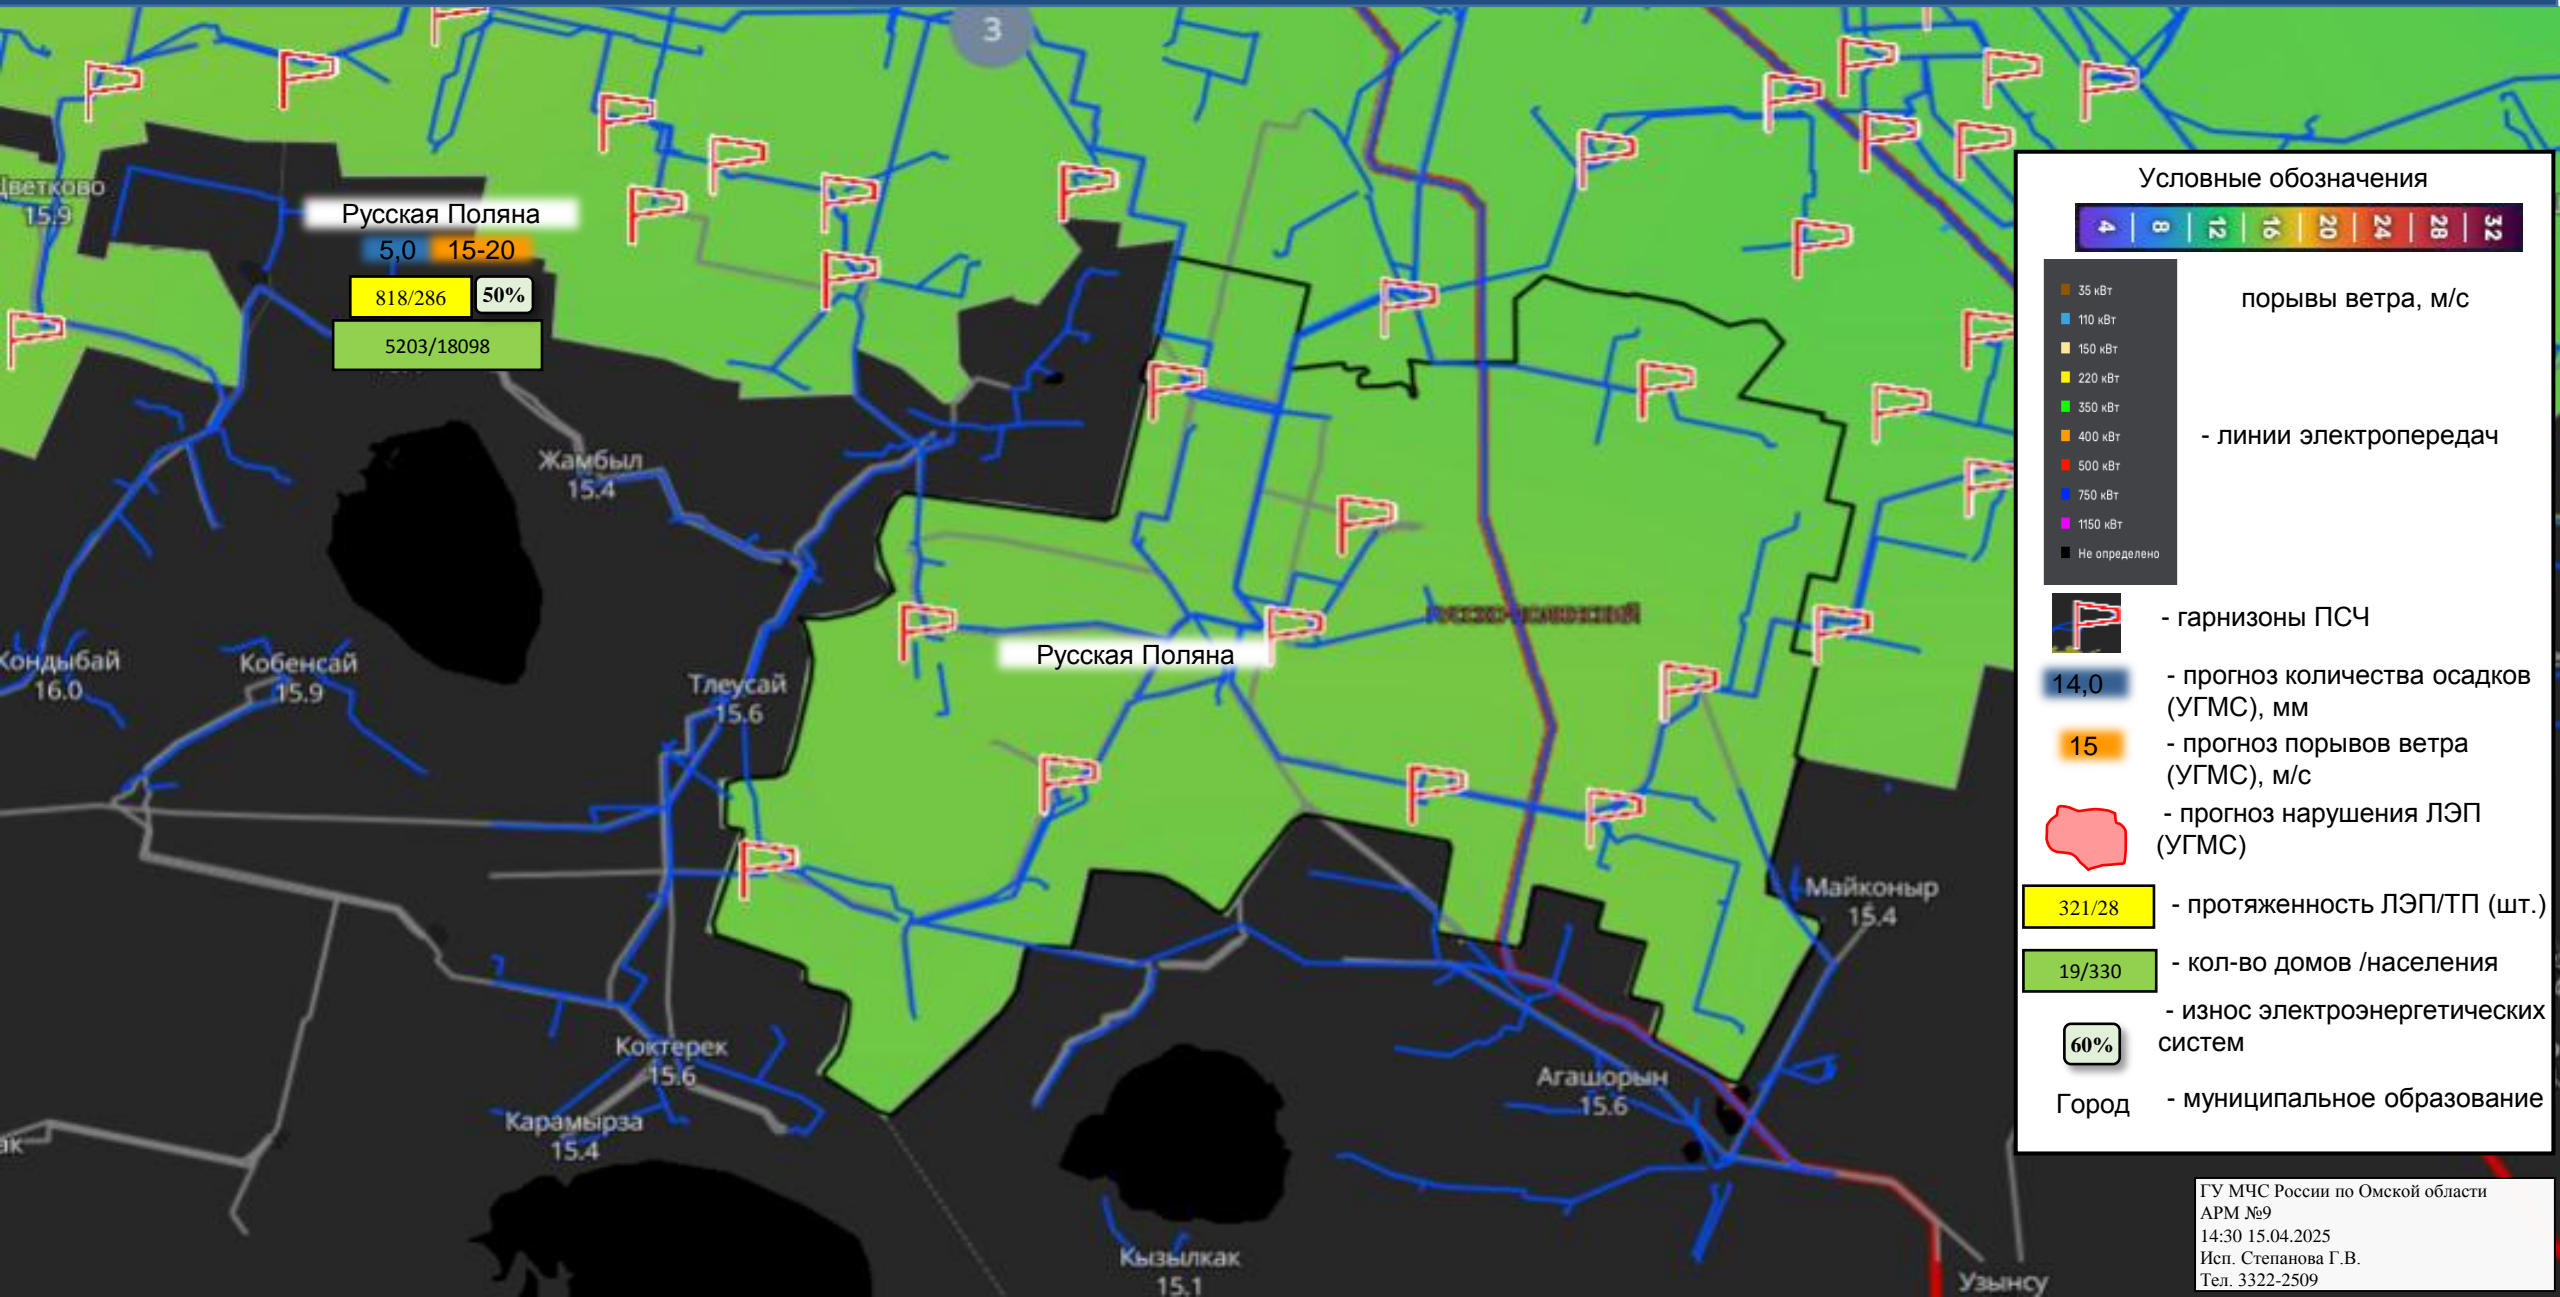 3
Цветково
15.9
Русская Поляна
5,0 15-20
818/286 50%
5203/18098
Жамбыл
15.4
Кондыбай
16.0
Кобенсай
15.9
Тлеусай
15.6
Русская Поляна
Коктерек
15.6
Карамырза
15.4
Майконыр
15.4
Агашорын
15.6
Кызылкак
15.1
Узынсу
ак
Условные обозначения
4 8 12 16 20 24 28 32
порывы ветра, м/с
35 кВт
110 кВт
150 кВт
220 кВт
350 кВт
400 кВт
500 кВт
750 кВт
1150 кВт
Не определено
- линии электропередач
- гарнизоны ПСЧ
14,0 - прогноз количества осадков
(УГМС), мм
15 - прогноз порывов ветра
(УГМС), м/с
- прогноз нарушения ЛЭП
(УГМС)
321/28 - протяженность ЛЭП/ТП (шт.)
19/330 - кол-во домов /населения
- износ электроэнергетических
60% систем
Город - муниципальное образование
ГУ МЧС России по Омской области
АРМ №9
14:30 15.04.2025
Исп. Степанова Г.В.
Тел. 3322-2509